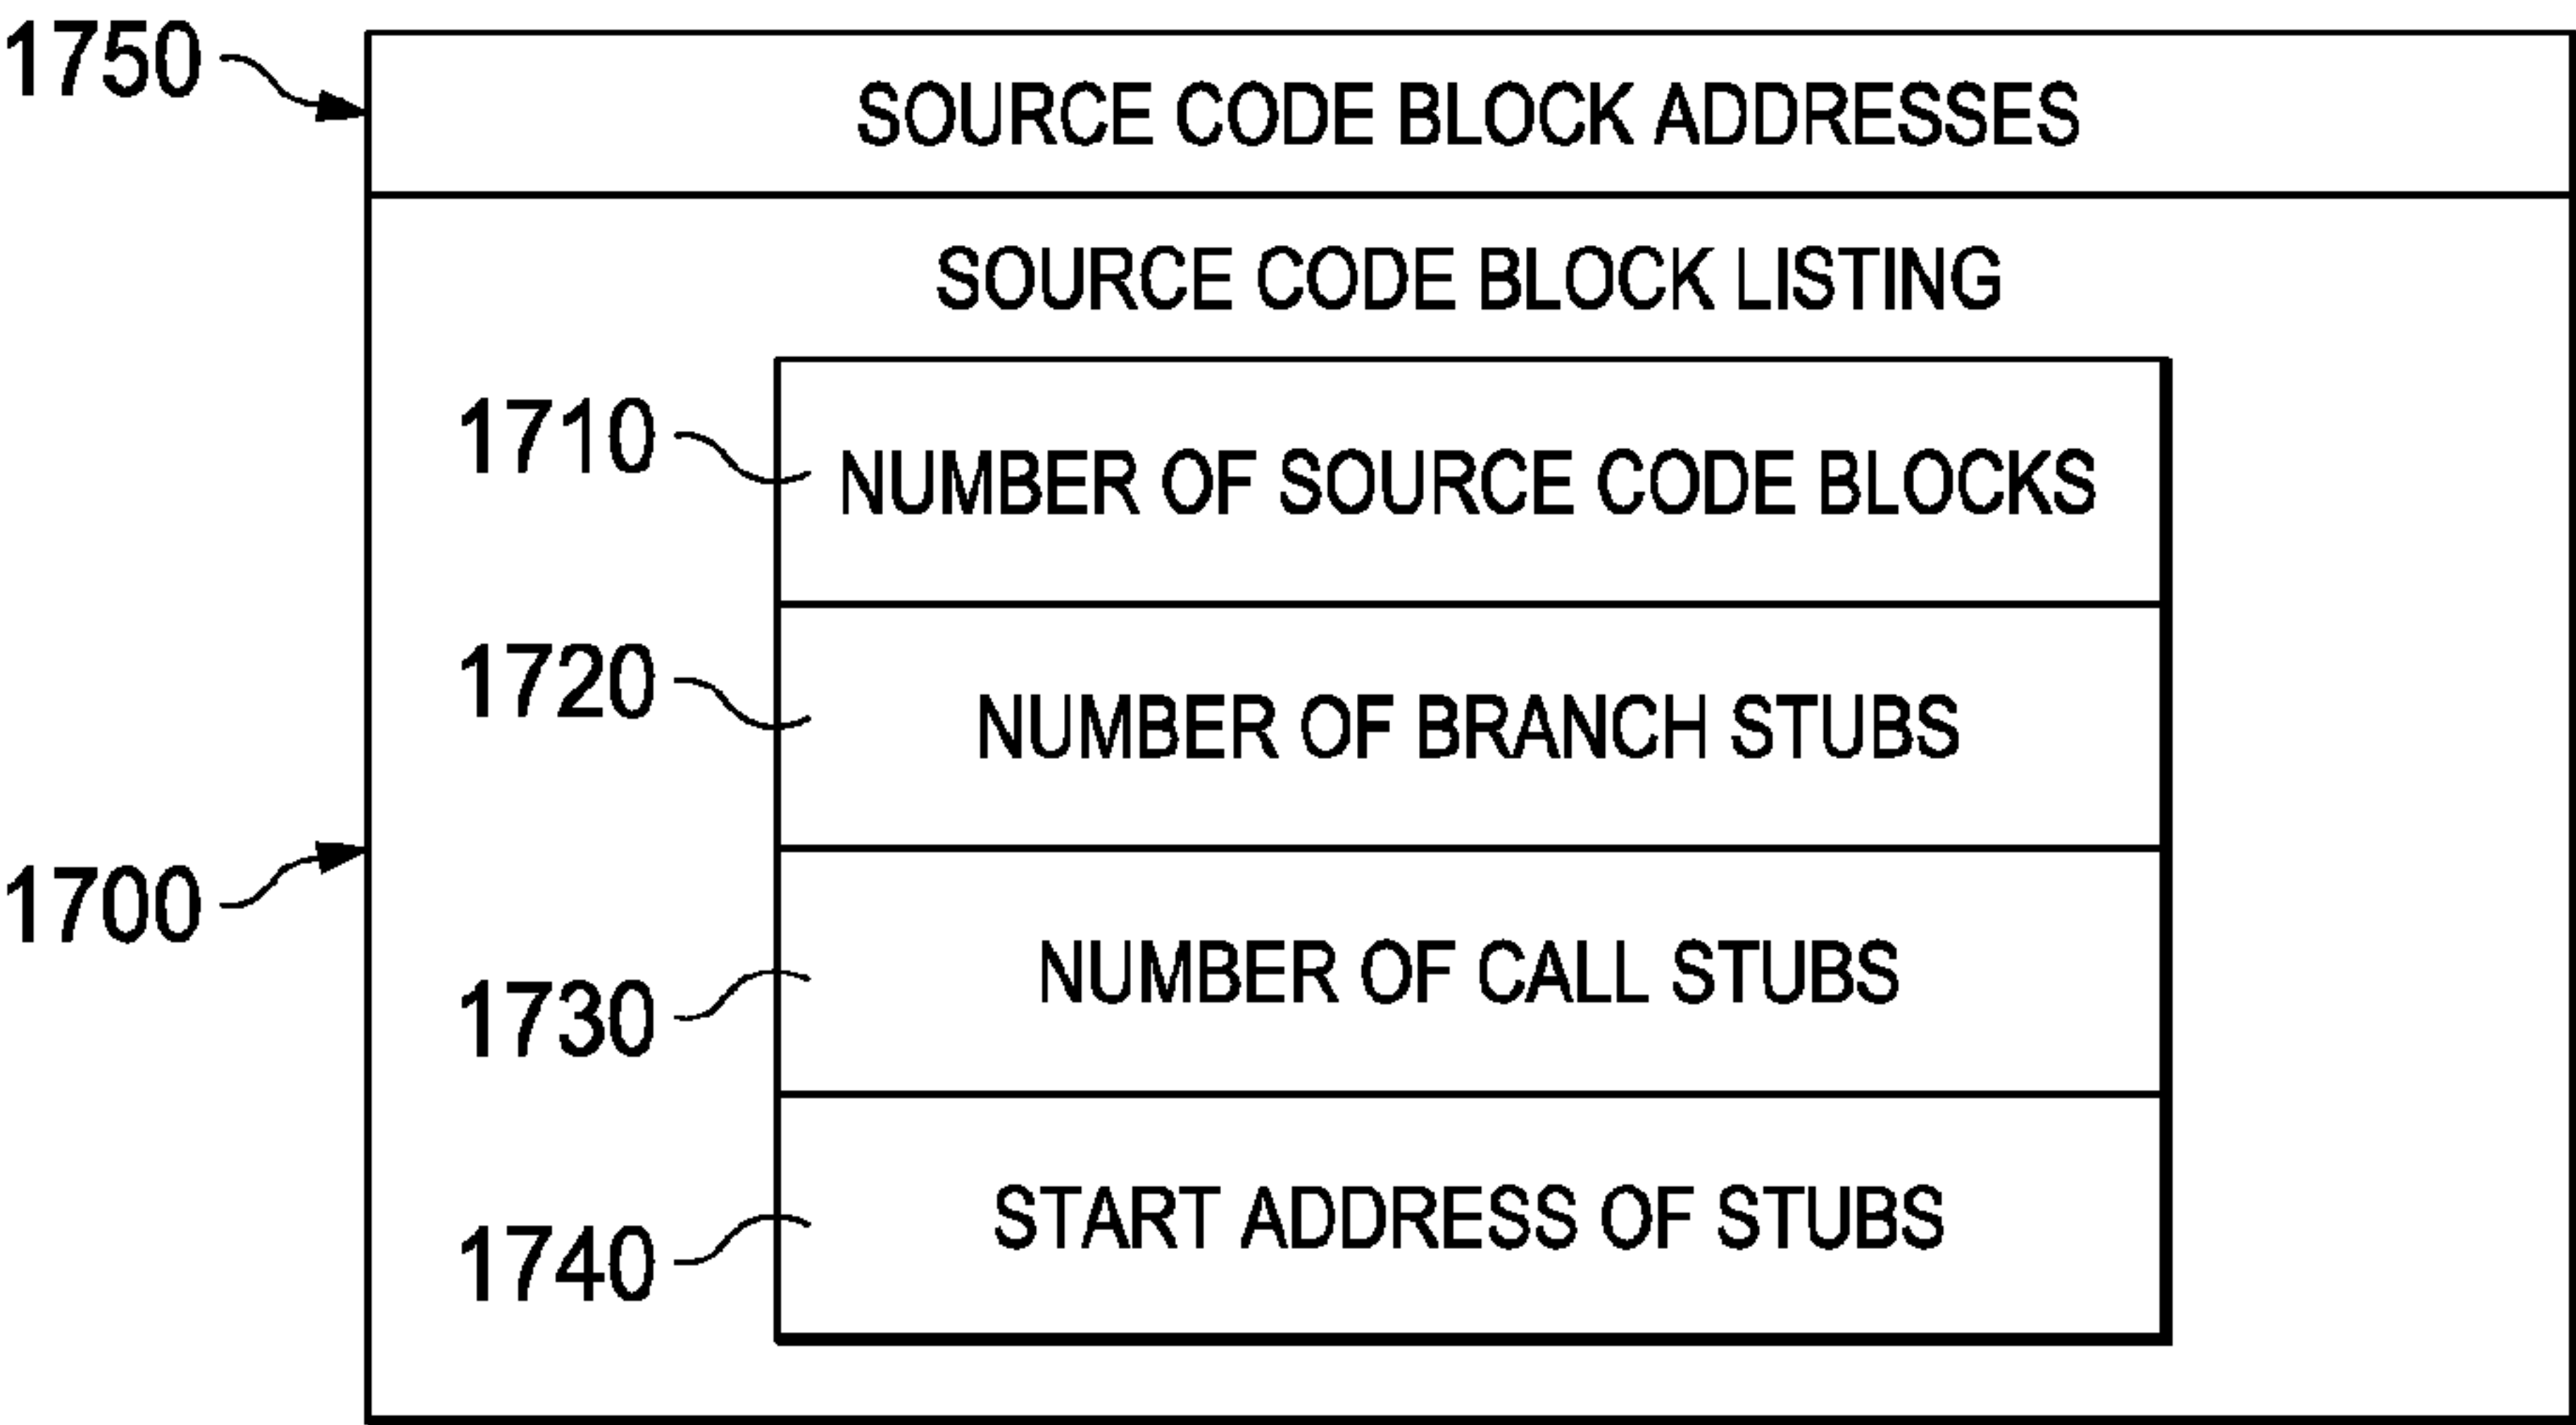 1750
SOURCE CODE BLOCK ADDRESSES
SOURCE CODE BLOCK LISTING
1710
NUMBER OF SOURCE CODE BLOCKS
1720
NUMBER OF BRANCH STUBS
1700
1730
NUMBER OF CALL STUBS
1740
START ADDRESS OF STUBS